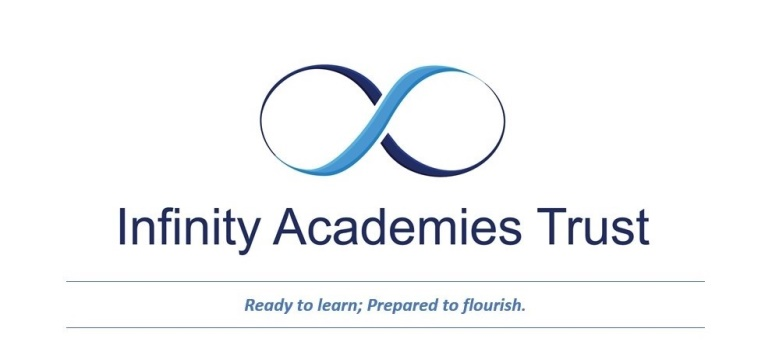 Infinity Academies Trust
Ready to learn; Prepared to flourish.